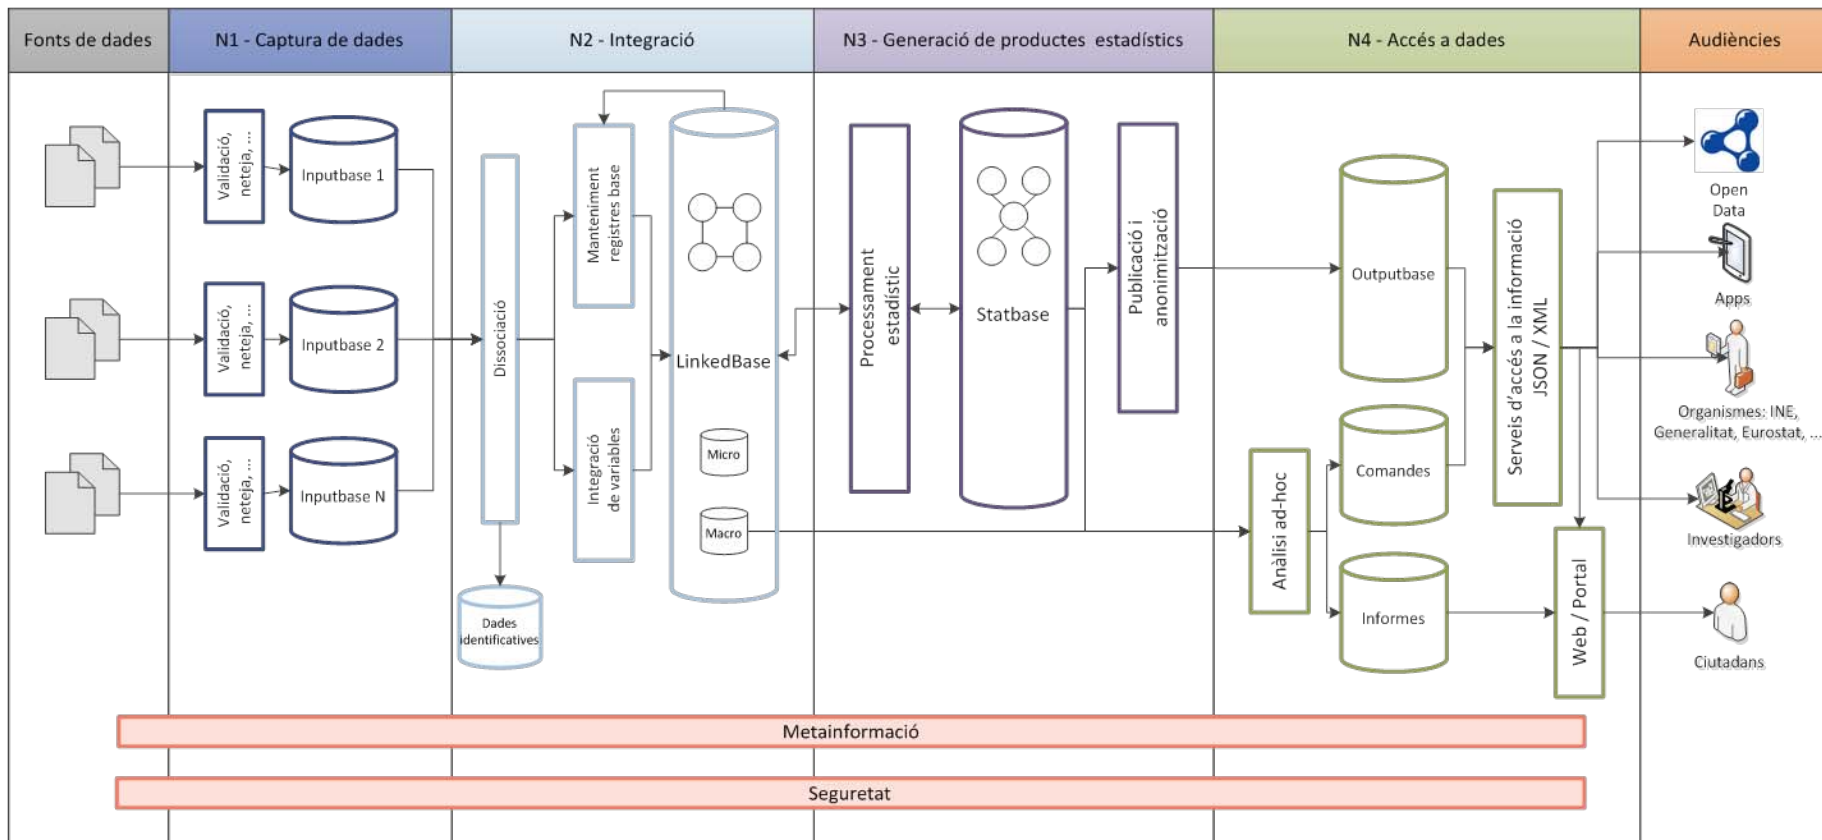 Fonts de dades
N1 - Captura de dades
N2 - Integració
N3 - Generació de productes estadístics
N4 - Accés a dades
Audiències
Validació,
neteja, ...
Inputbase 1
Validació,
neteja, ...
Inputbase 2
Validació,
neteja, ...
Inputbase N
Dissociació
Dades
identificatives
Manteniment
registres base
Integració
de variables
LinkedBase
Micro
Macro
Processament
estadístic
Statbase
Publicació i
anonimització
Anàlisi ad-hoc
Outputbase
Comandes
Informes
Serveis d'accés a la informació
JSON / XML
Web / Portal
Open
Data
Apps
Organismes: INE,
Generalitat, Eurostat, ...
Investigadors
Ciutadans
Metainformació
Seguretat